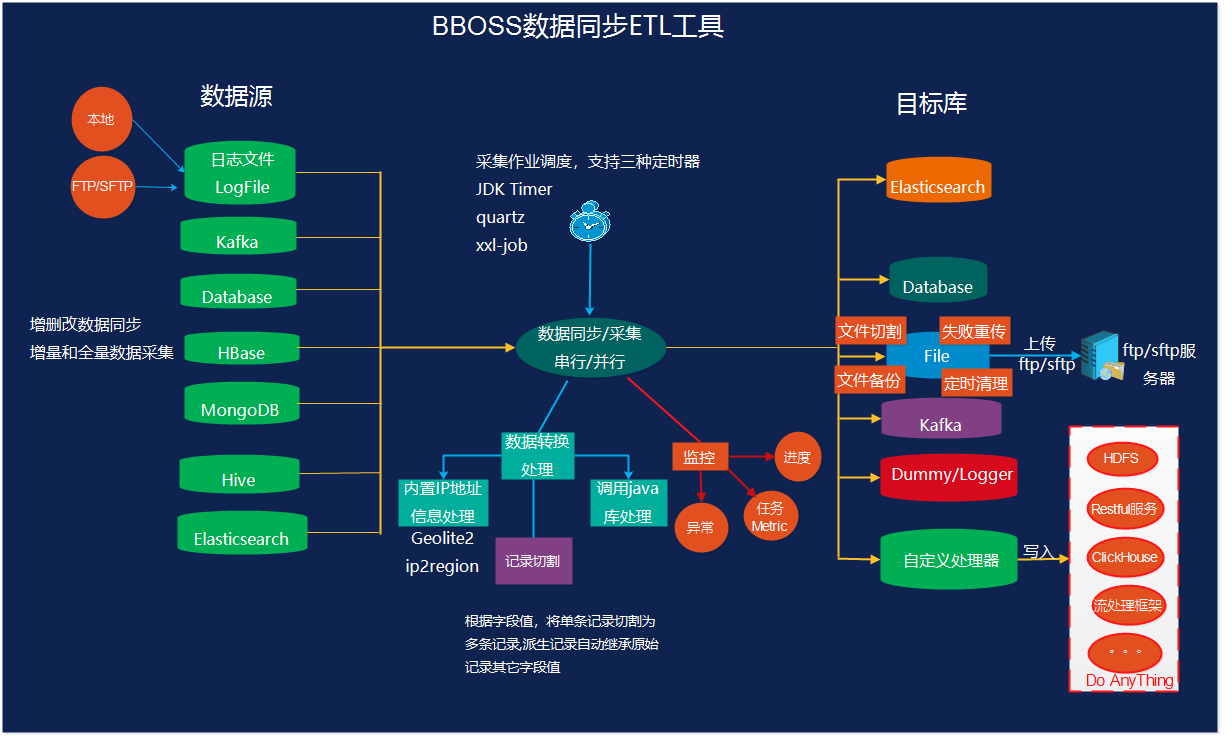 BBOSS数据同步ETL工具
数据源
目标库
本地
FTP/SFTP
日志文件
LogFile
Kafka
Database
HBase
MongoDB
Hive
Elasticsearch
增删改数据同步
增量和全量数据采集
采集作业调度，支持三种定时器
JDK Timer
quartz
xxl-job
数据同步/采集
串行/并行
数据转换
处理
内置IP地址
信息处理
Geolite2
ip2region
调用java
库处理
记录切割
根据字段值，将单条记录切割为
多条记录,派生记录自动继承原始
记录其它字段值
监控
进度
任务
Metric
异常
Elasticsearch
Database
文件切割
失败重传
File
文件备份
定时清理
上传
ftp/sftp
ftp/sftp服
务器
Kafka
Dummy/Logger
自定义处理器
写入
HDFS
Restful服务
ClickHouse
流处理框架
。。。
Do AnyThing